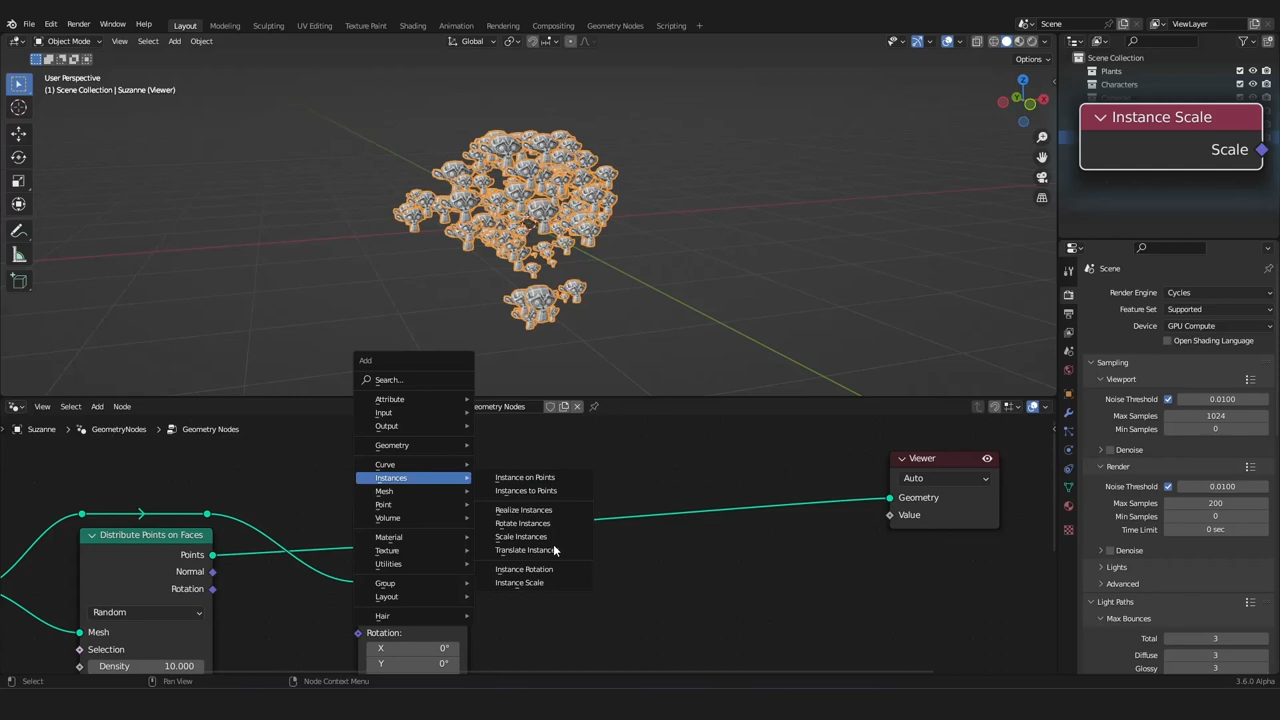 File Edit Render Window Help Layout Modeling Sculpting UV Editing Texture Paint Shading Animation Rendering Compositing Geometry Nodes Scripting + Scene ViewLayer
Object Mode View Select Add Object Global
Options
User Perspective
(1) Scene Collection | Suzanne (Viewer)
X
Y
Z
Scene Collection
Plants
Characters
Instance Scale
Scale
Scene
Render Engine Cycles
Feature Set Supported
Device GPU Compute
Open Shading Language
Sampling
Viewport
Noise Threshold 0.0100
Max Samples 1024
Min Samples 0
Denoise
Render
Noise Threshold 0.0100
Max Samples 200
Min Samples 0
Time Limit 0 sec
Denoise
Lights
Advanced
Light Paths
Max Bounces
Total 3
Diffuse 3
Glossy 3
View Select Add Node eometry Nodes
Suzanne > GeometryNodes > Geometry Nodes
Add
Search...
Attribute
Input
Output
Geometry
Curve
Instances
Mesh
Point
Volume
Material
Texture
Utilities
Group
Layout
Hair
Instance on Points
Instances to Points
Realize Instances
Rotate Instances
Scale Instances
Translate Instanc
Instance Rotation
Instance Scale
Distribute Points on Faces
Points
Normal
Rotation
Random
Mesh
Selection
Density 10.000
Rotation:
X 0°
Y 0°
Viewer
Auto
Geometry
Value
Select Pan View Node Context Menu 3.6.0 Alpha